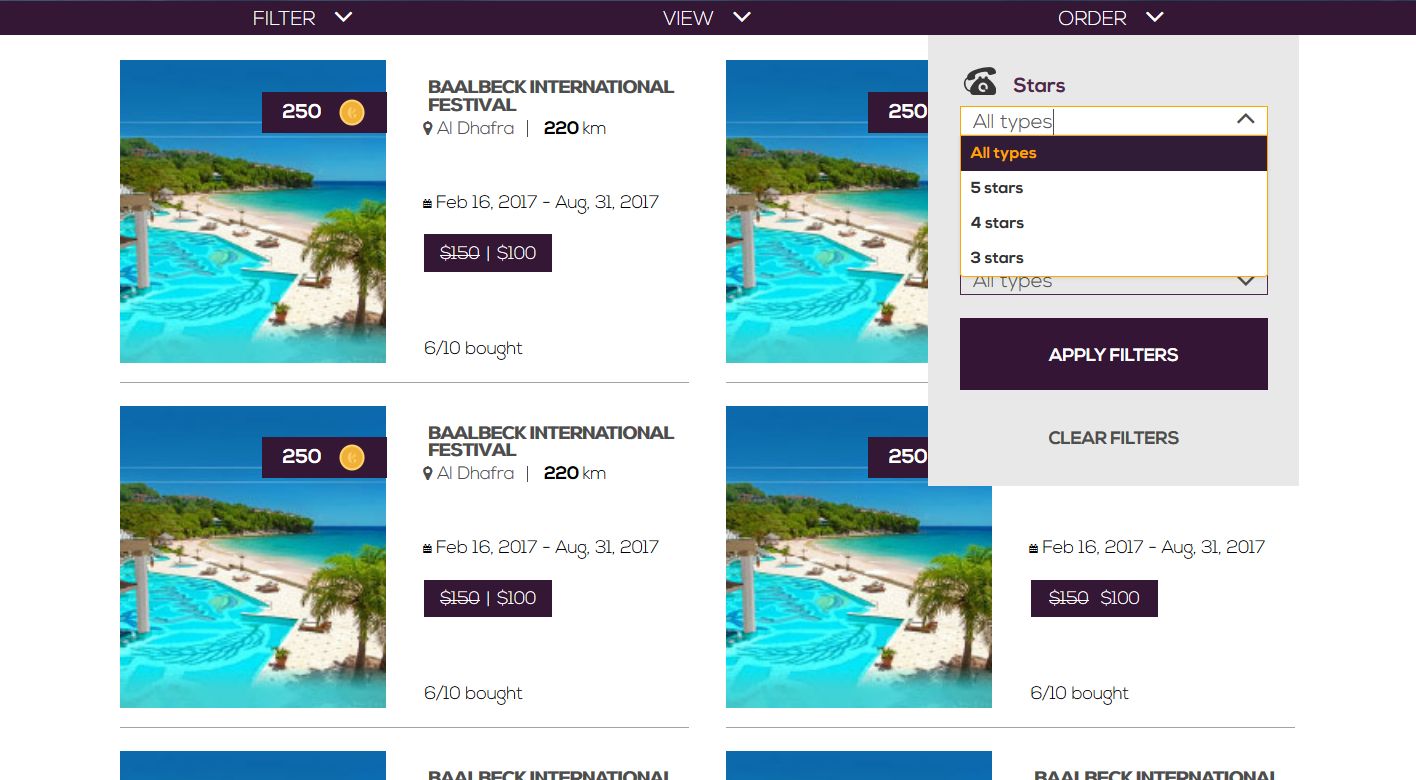 FILTER
VIEW
ORDER
250
BAALBECK INTERNATIONAL
FESTIVAL
Al Dhafra | 220 km
Feb 16, 2017 - Aug, 31, 2017
$150 | $100
6/10 bought
250
Stars
All types
All types
5 stars
4 stars
3 stars
All types
APPLY FILTERS
CLEAR FILTERS
250
BAALBECK INTERNATIONAL
FESTIVAL
Al Dhafra | 220 km
Feb 16, 2017 - Aug, 31, 2017
$150 | $100
6/10 bought
250
Feb 16, 2017 - Aug, 31, 2017
$150 $100
6/10 bought
BAALBECK INTERNATIONAL
BAALBECK INTERNATIONAL